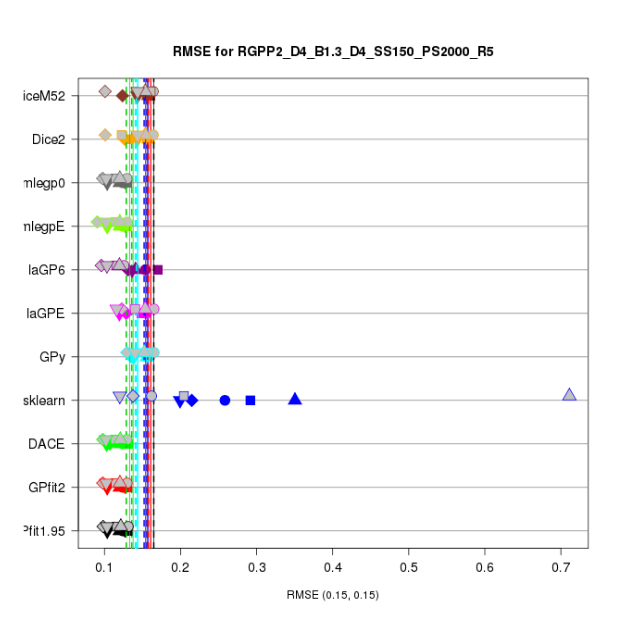 RMSE for RGPP2_D4_B1.3_D4_SS150_PS2000_R5
iceM52
Dice2
mlegp0
mlegpE
laGP6
laGPE
GPy
sklearn
DACE
GPfit2
Pfit1.95
0.1 0.2 0.3 0.4 0.5 0.6 0.7
RMSE (0.15, 0.15)